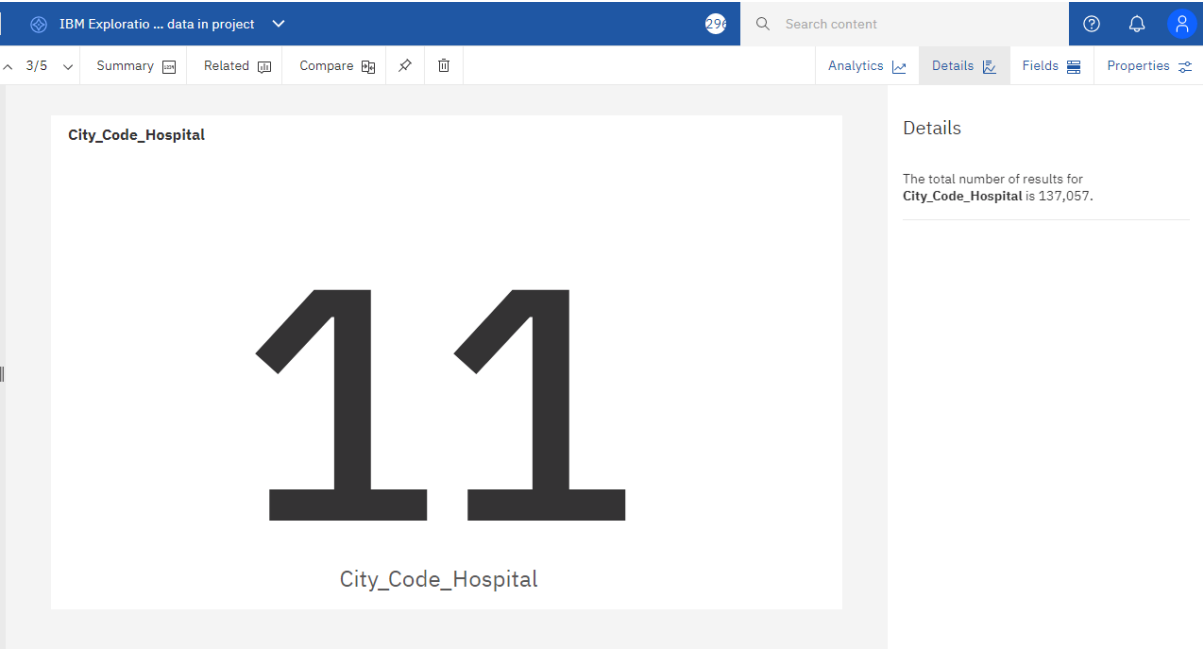 IBM Exploratio ... data in project
296
Search content
3/5
Summary
Related
Compare
Analytics
Details
Fields
Properties
City_Code_Hospital
11
City_Code_Hospital
Details
The total number of results for
City_Code_Hospital is 137,057.